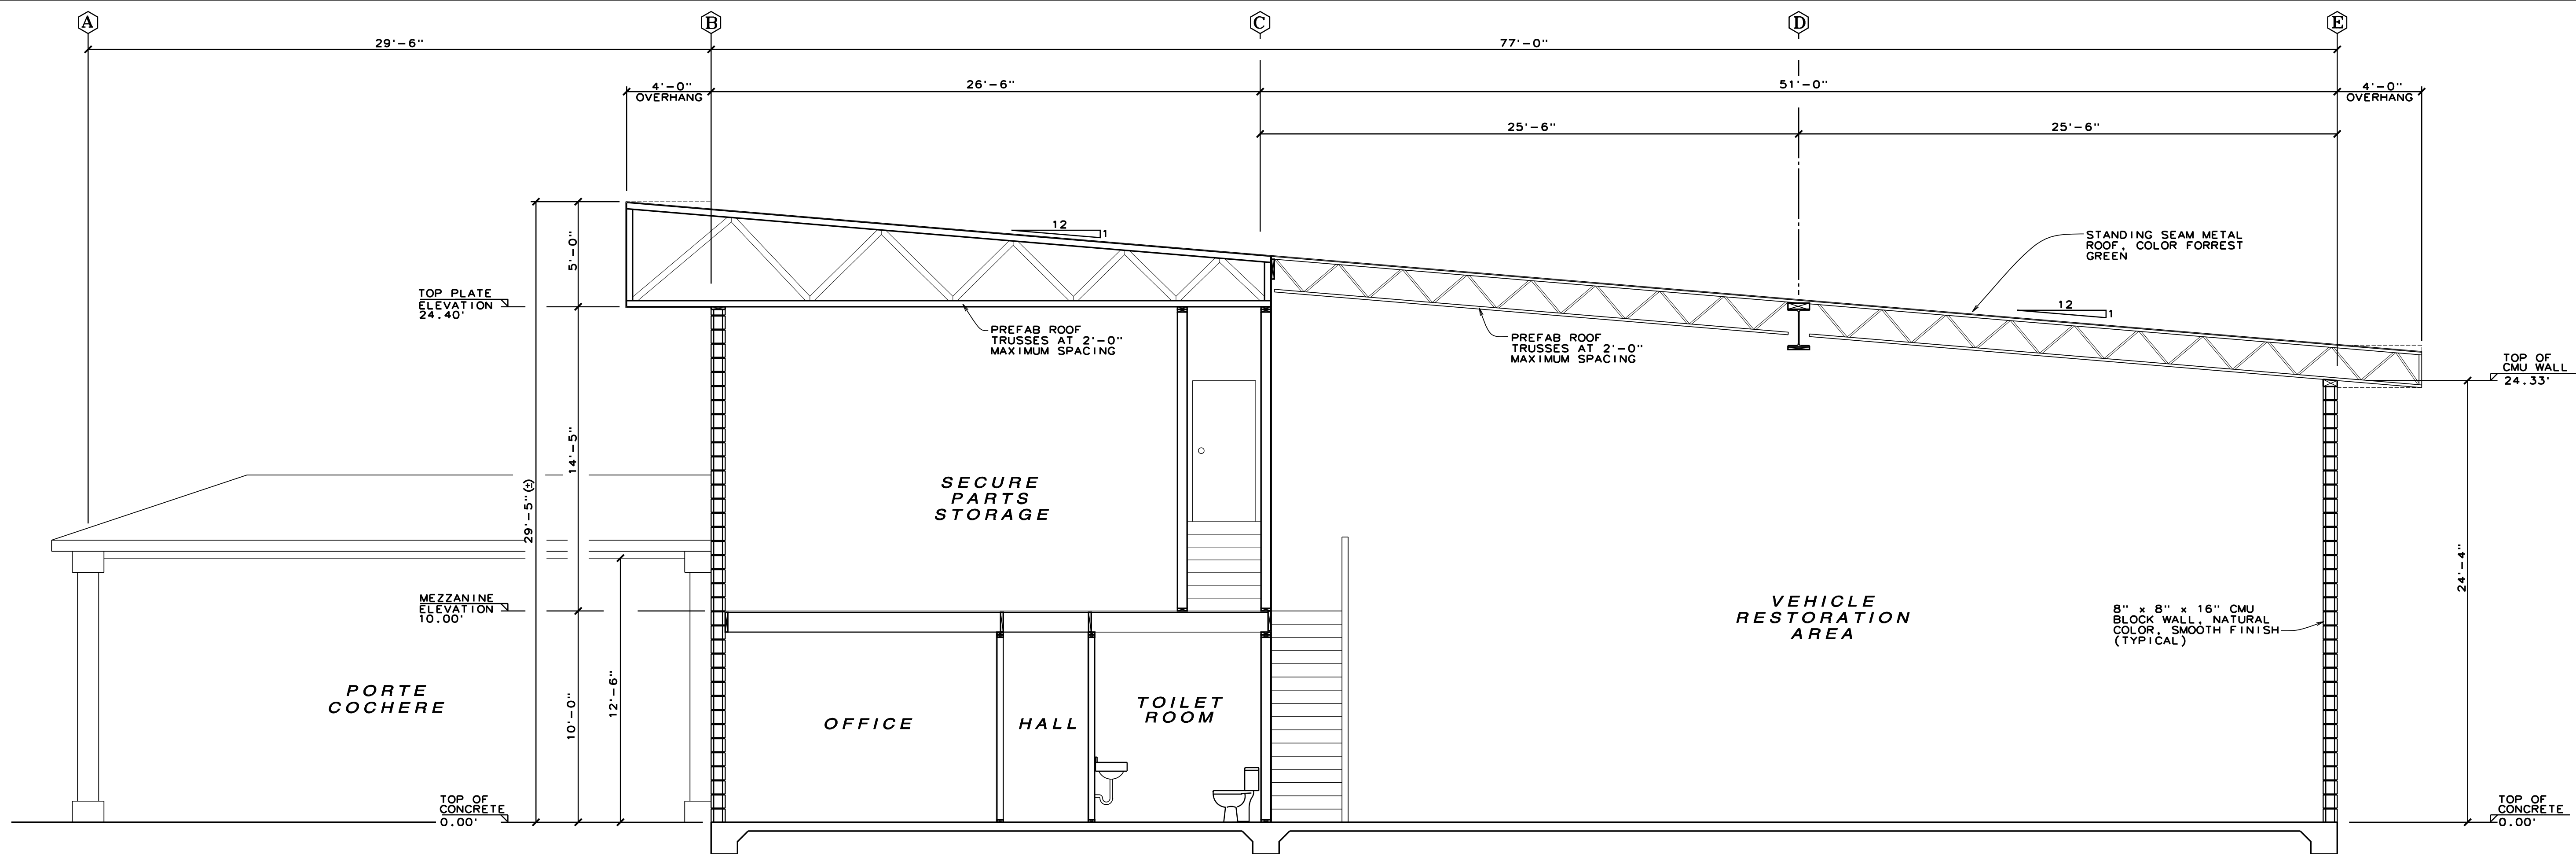 A
B
C
D
E
29'-6"
77'-0"
4'-0"
OVERHANG
26'-6"
51'-0"
4'-0"
OVERHANG
25'-6"
25'-6"
12
1
5'-0"
STANDING SEAM METAL
ROOF, COLOR FORREST
GREEN
TOP PLATE
ELEVATION
24.40'
12
1
PREFAB ROOF
TRUSSES AT 2'-0"
MAXIMUM SPACING
PREFAB ROOF
TRUSSES AT 2'-0"
MAXIMUM SPACING
TOP OF
CMU WALL
24.33'
14'-5"
29'-5"(±)
SECURE
PARTS
STORAGE
24'-4"
MEZZANINE
ELEVATION
10.00'
VEHICLE
RESTORATION
AREA
8" x 8" x 16" CMU
BLOCK WALL, NATURAL
COLOR, SMOOTH FINISH
(TYPICAL)
PORTE
COCHERE
10'-0"
12'-6"
OFFICE
HALL
TOILET
ROOM
TOP OF
CONCRETE
0.00'
TOP OF
CONCRETE
0.00'